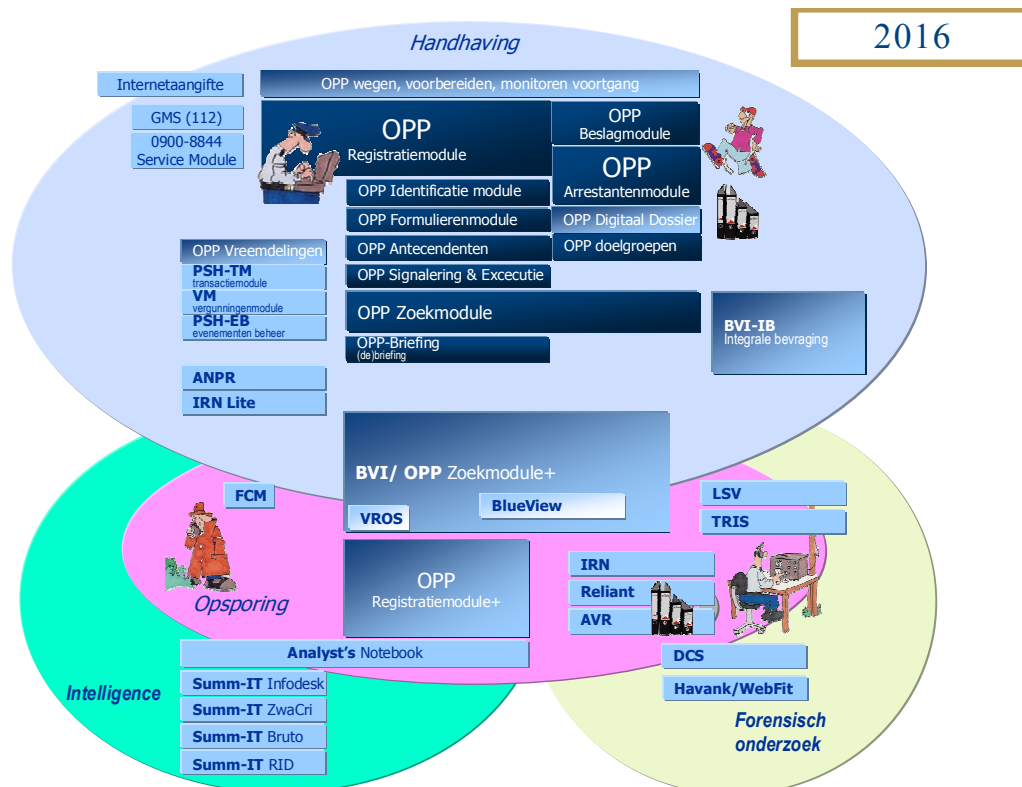 2016
Handhaving
Internetaangifte
OPP wegen, voorbereiden, monitoren voortgang
GMS (112)
0900-8844
Service Module
OPP
Registratiemodule
OPP
Beslagmodule
OPP
Arrestantenmodule
OPP Identificatie module
OPP Formulierenmodule
OPP Digitaal Dossier
OPP Antecendenten
OPP doelgroepen
OPP Vreemdelingen
PSH-TM
transactiemodule
VM
vergunningenmodule
PSH-EB
evenementen beheer
OPP Signalering & Excecutie
OPP Zoekmodule
OPP-Briefing
(de)briefing
BVI-IB
Integrale bevraging
ANPR
IRN Lite
BVI/ OPP Zoekmodule+
BlueView
VROS
FCM
LSV
TRIS
Opsporing
OPP
Registratiemodule+
IRN
Reliant
AVR
Analyst's Notebook
DCS
Havank/WebFit
Intelligence
Summ-IT Infodesk
Summ-IT ZwaCri
Summ-IT Bruto
Summ-IT RID
Forensisch
onderzoek